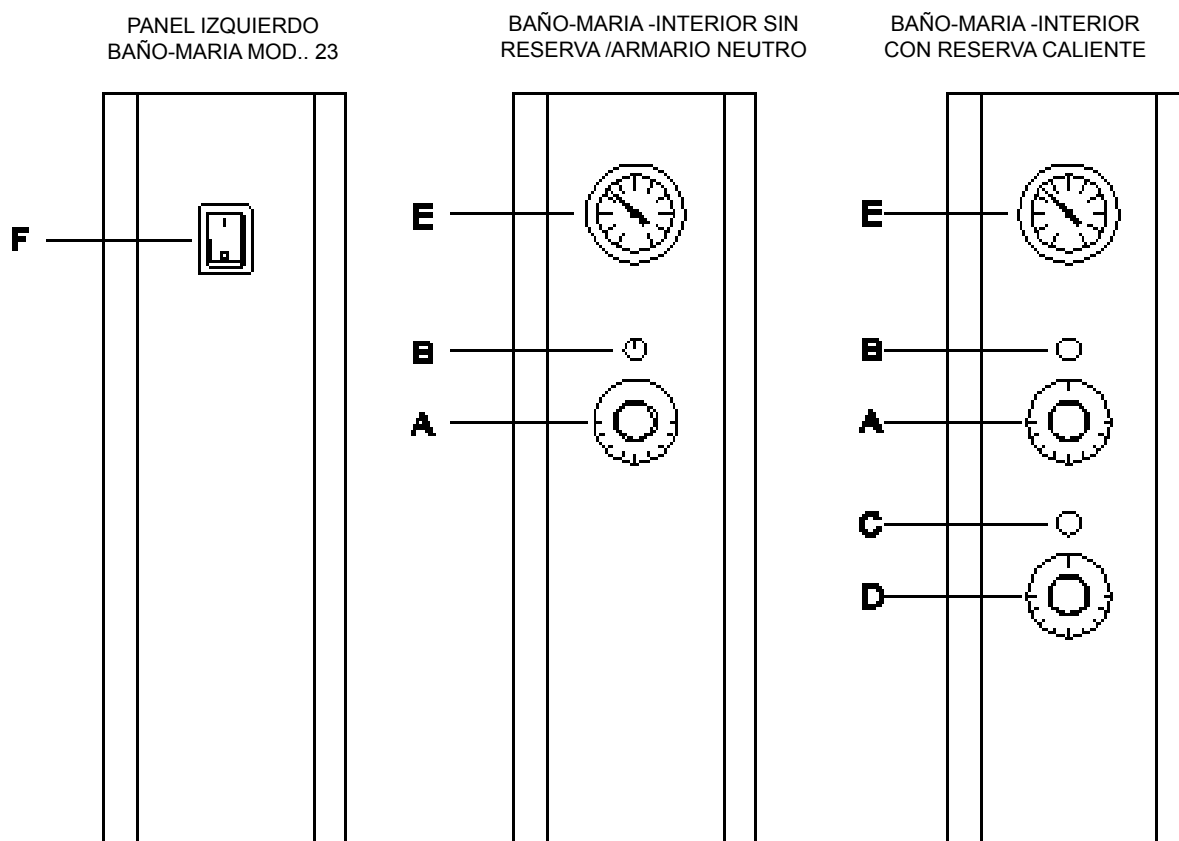 PANEL IZQUIERDO
BAÑO-MARIA MOD.. 23
BAÑO-MARIA -INTERIOR SIN
RESERVA /ARMARIO NEUTRO
BAÑO-MARIA -INTERIOR
CON RESERVA CALIENTE
F
E
B
A
E
B
A
C
D